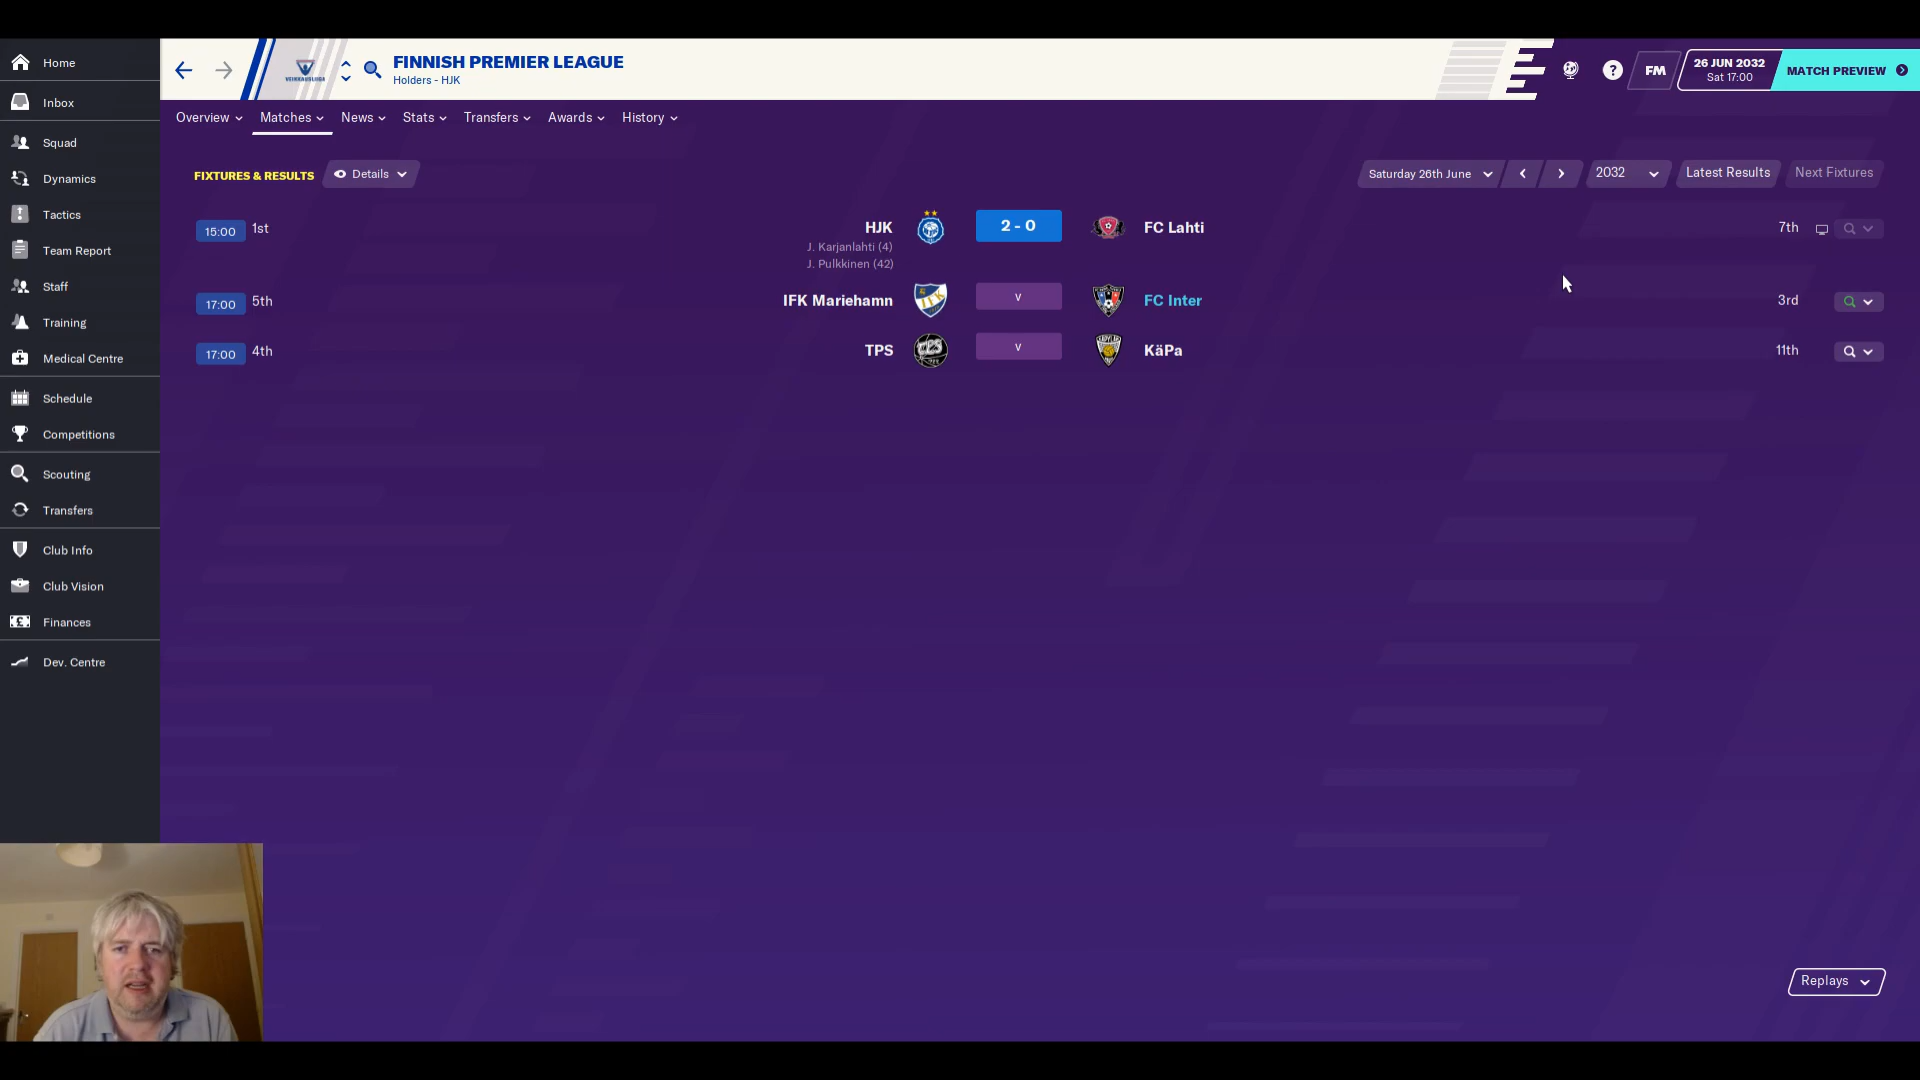 Home
Inbox
Squad
Dynamics
Tactics
Team Report
Staff
Training
Medical Centre
Schedule
Competitions
Scouting
Transfers
Club Info
Club Vision
Finances
Dev. Centre
VEIKKAUSLIIGA
FINNISH PREMIER LEAGUE
Holders - HJK
?
FM
26 JUN 2032
Sat 17:00
MATCH PREVIEW
Overview Matches News Stats Transfers Awards History
FIXTURES & RESULTS Details Saturday 26th June 2032 Latest Results Next Fixtures
15:00 1st HJK 2 - 0 FC Lahti 7th
J. Karjanlahti (4)
J. Pulkkinen (42)
17:00 5th IFK Mariehamn v FC Inter 3rd
17:00 4th TPS v KäPa 11th
Replays